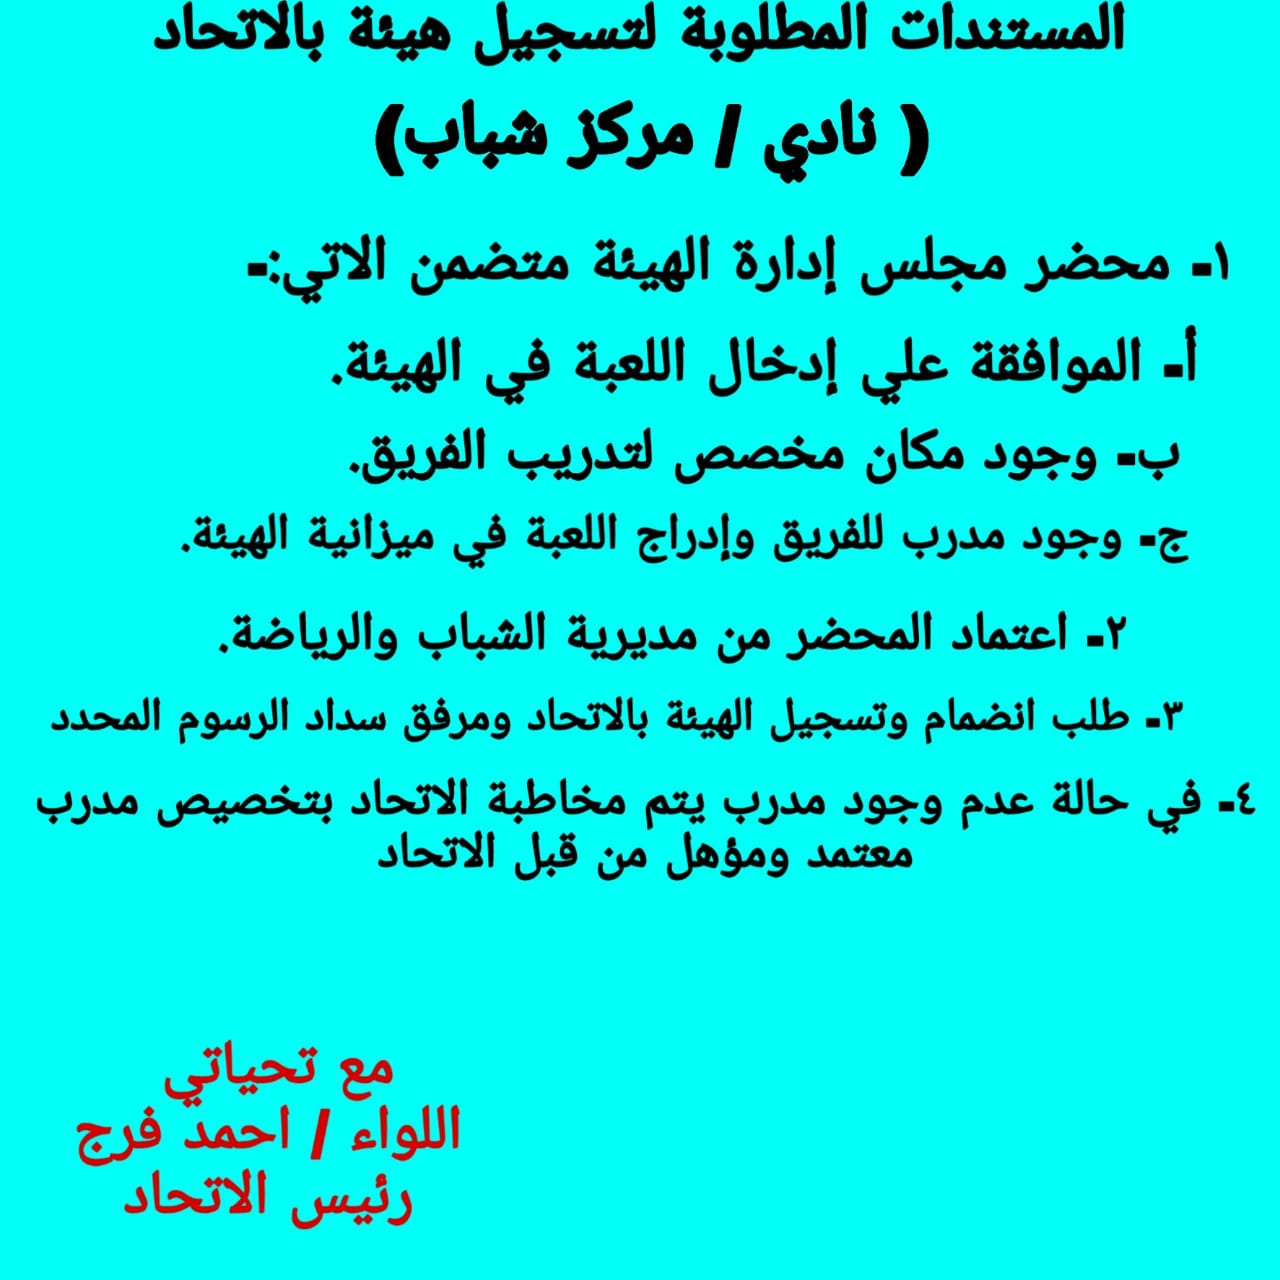 المستندات المطلوبة لتسجيل هيئة بالاتحاد
( نادي / مركز شباب)
١- محضر مجلس إدارة الهيئة متضمن الاتي:-
أ- الموافقة علي إدخال اللعبة في الهيئة.
ب- وجود مكان مخصص لتدريب الفريق.
ج- وجود مدرب للفريق وإدراج اللعبة في ميزانية الهيئة.
٢- اعتماد المحضر من مديرية الشباب والرياضة.
٣- طلب انضمام وتسجيل الهيئة بالاتحاد ومرفق سداد الرسوم المحدد
٤- في حالة عدم وجود مدرب يتم مخاطبة الاتحاد بتخصيص مدرب
معتمد ومؤهل من قبل الاتحاد
مع تحياتي
اللواء / احمد فرج
رئيس الاتحاد